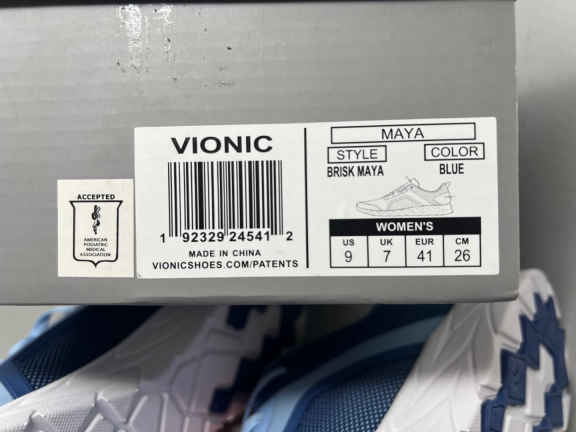 ACCEPTED
AMERICAN
PODIATRIC
MEDICAL
ASSOCIATION
VIONIC
1 92329 24541 2
MADE IN CHINA
VIONICSHOES.COM/PATENTS
MAYA
STYLE COLOR
BRISK MAYA BLUE
WOMEN'S
US UK EUR CM
9 7 41 26